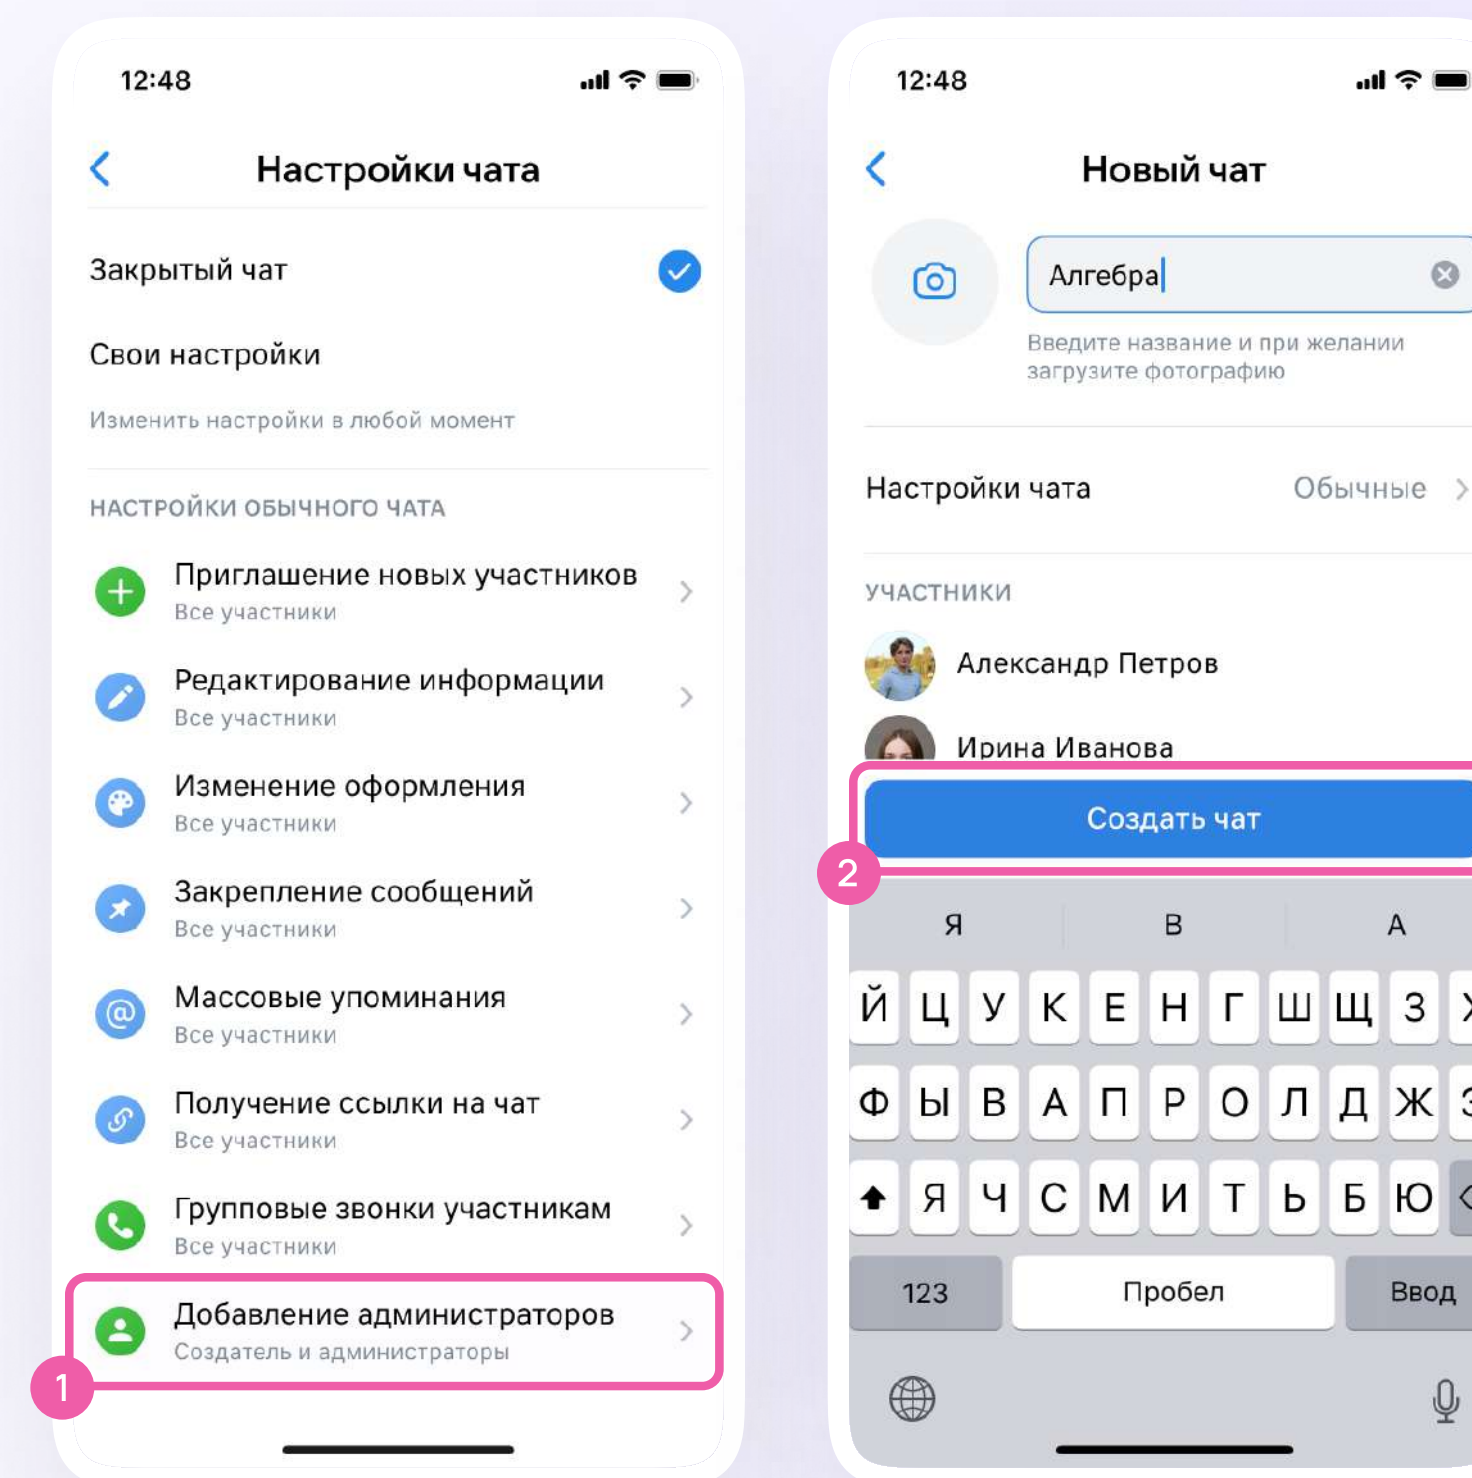 12:48
Настройки чата
Закрытый чат
Свои настройки
Изменить настройки в любой момент
НАСТРОЙКИ ОБЫЧНОГО ЧАТА
Приглашение новых участников
Все участники
Редактирование информации
Все участники
Изменение оформления
Все участники
Закрепление сообщений
Все участники
@
Массовые упоминания
Все участники
Получение ссылки на чат
Все участники
Групповые звонки участникам
Все участники
Добавление администраторов
Создатель и администраторы
1
12:48
Новый чат
Алгебра
Введите название и при желании
загрузите фотографию
Настройки чата Обычные
УЧАСТНИКИ
Александр Петров
Ирина Иванова
Создать чат
2
Я В А
Й Ц У К Е Н Г Ш Щ З Х
Ф Ы В А П Р О Л Д Ж Э
Я Ч С М И Т Ь Б Ю
123 Пробел Ввод